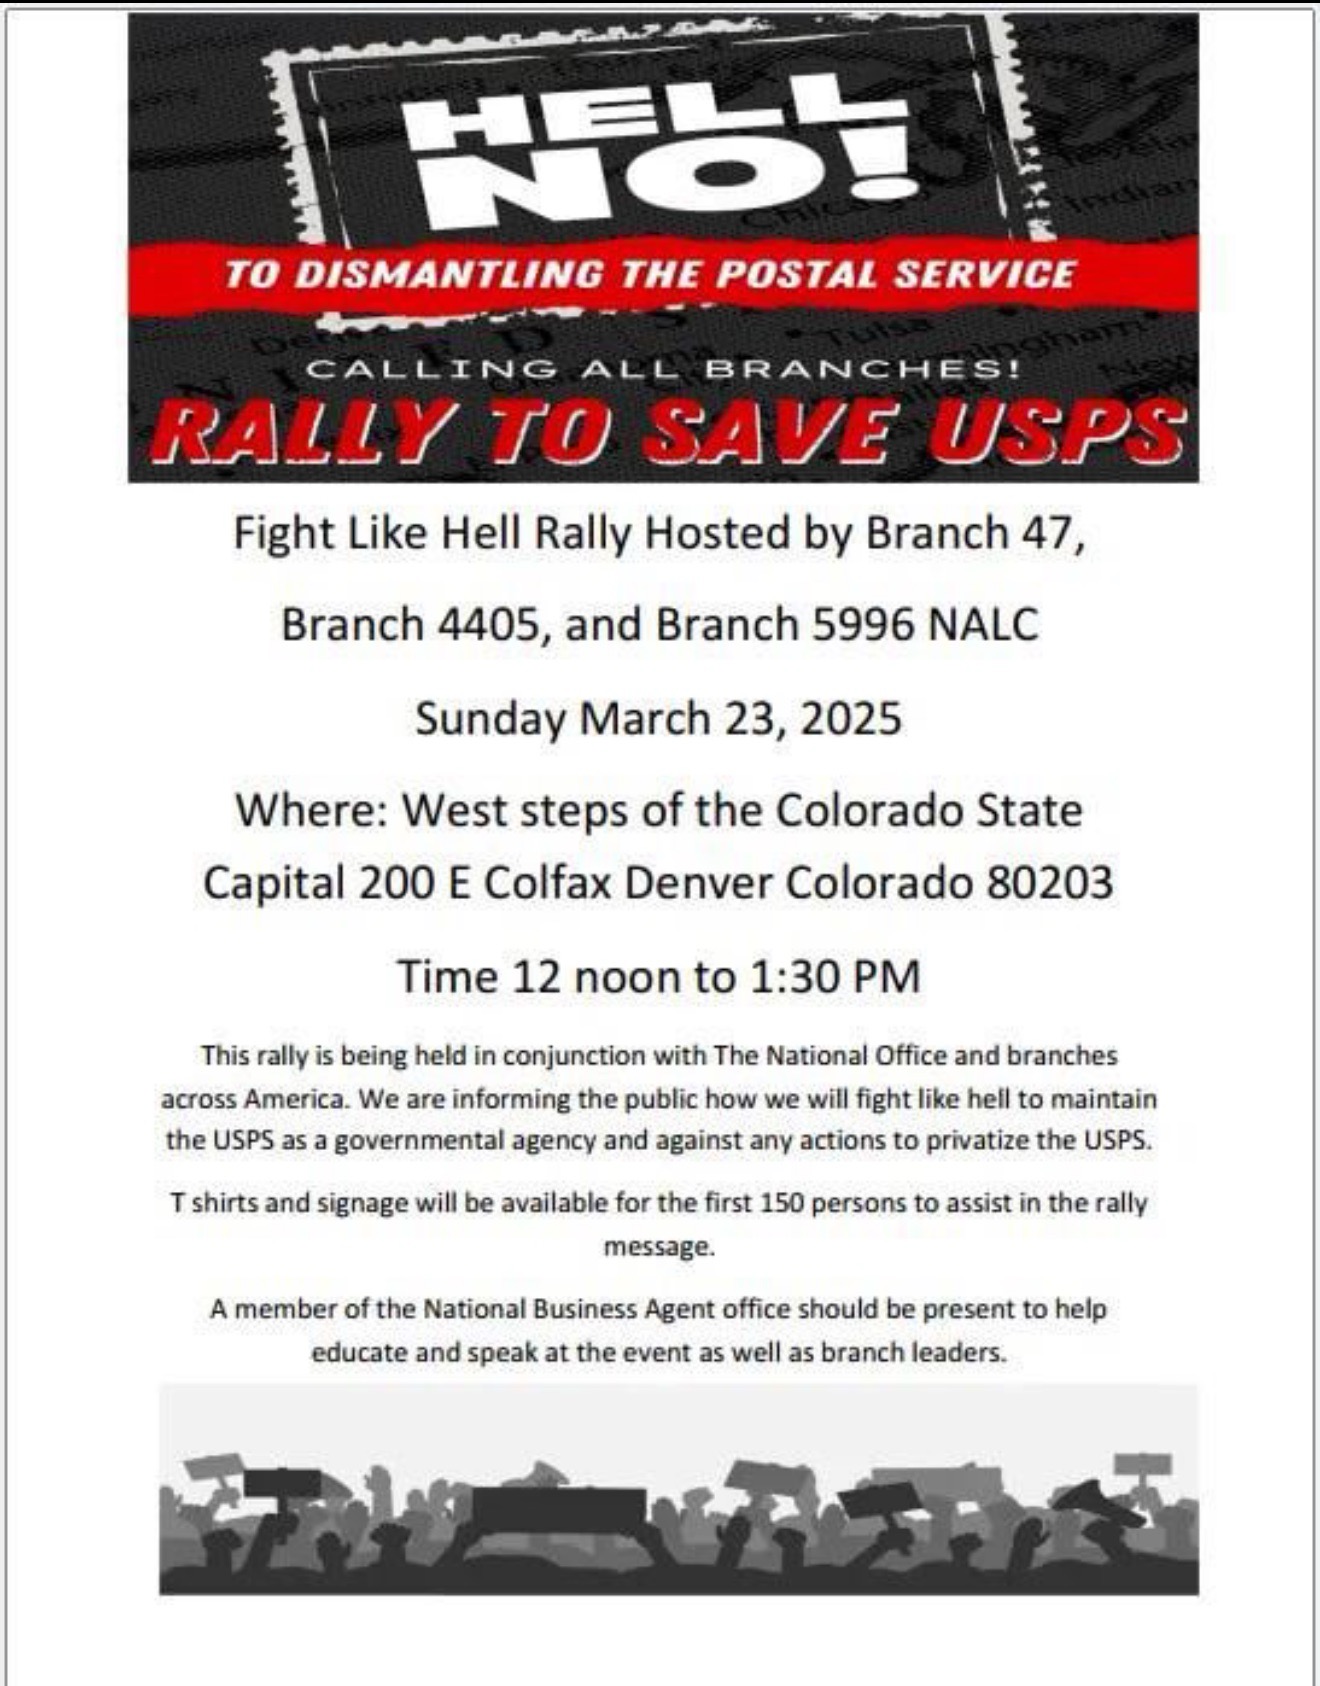 HELL
NO!
TO DISMANTLING THE POSTAL SERVICE
CALLING ALL BRANCHES!
RALLY TO SAVE USPS
Fight Like Hell Rally Hosted by Branch 47,
Branch 4405, and Branch 5996 NALC
Sunday March 23, 2025
Where: West steps of the Colorado State
Capital 200 E Colfax Denver Colorado 80203
Time 12 noon to 1:30 PM
This rally is being held in conjunction with The National Office and branches
across America. We are informing the public how we will fight like hell to maintain
the USPS as a governmental agency and against any actions to privatize the USPS.
T shirts and signage will be available for the first 150 persons to assist in the rally
message.
A member of the National Business Agent office should be present to help
educate and speak at the event as well as branch leaders.